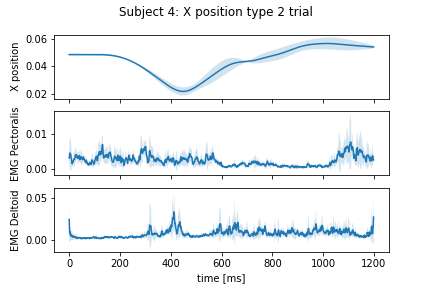 Subject 4: X position type 2 trial
X position
0.06
0.04
0.02
EMG Pectoralis
0.01
0.00
EMG Deltoid
0.05
0.00
0 200 400 600 800 1000 1200
time [ms]